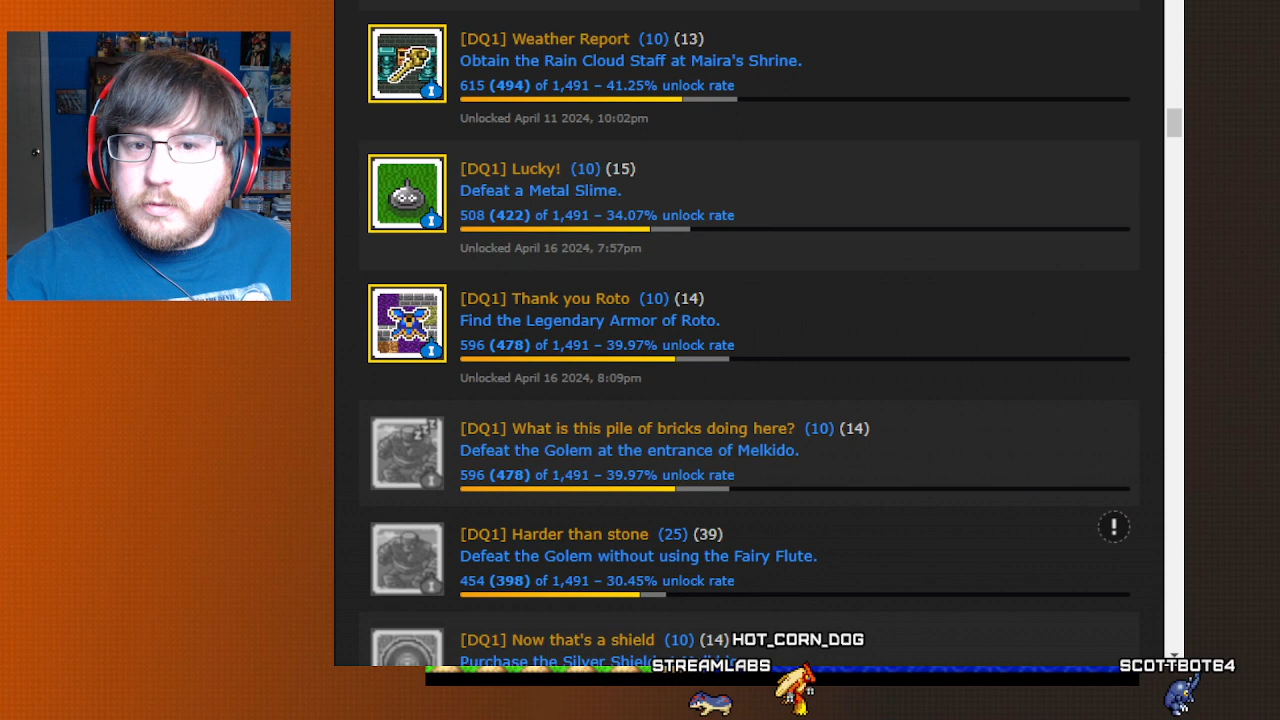 [DQ1] Weather Report (10) (13)
Obtain the Rain Cloud Staff at Maira's Shrine.
615 (494) of 1,491 – 41.25% unlock rate
Unlocked April 11 2024, 10:02pm
[DQ1] Lucky! (10) (15)
Defeat a Metal Slime.
508 (422) of 1,491 – 34.07% unlock rate
Unlocked April 16 2024, 7:57pm
[DQ1] Thank you Roto (10) (14)
Find the Legendary Armor of Roto.
596 (478) of 1,491 – 39.97% unlock rate
Unlocked April 16 2024, 8:09pm
[DQ1] What is this pile of bricks doing here? (10) (14)
Defeat the Golem at the entrance of Melkido.
596 (478) of 1,491 – 39.97% unlock rate
[DQ1] Harder than stone (25) (39)
Defeat the Golem without using the Fairy Flute.
454 (398) of 1,491 – 30.45% unlock rate
[DQ1] Now that's a shield (10) (14)
HOT_CORN_DOG
Purchase the Silver Shield
STREAMLABS
SCOTTBOT64